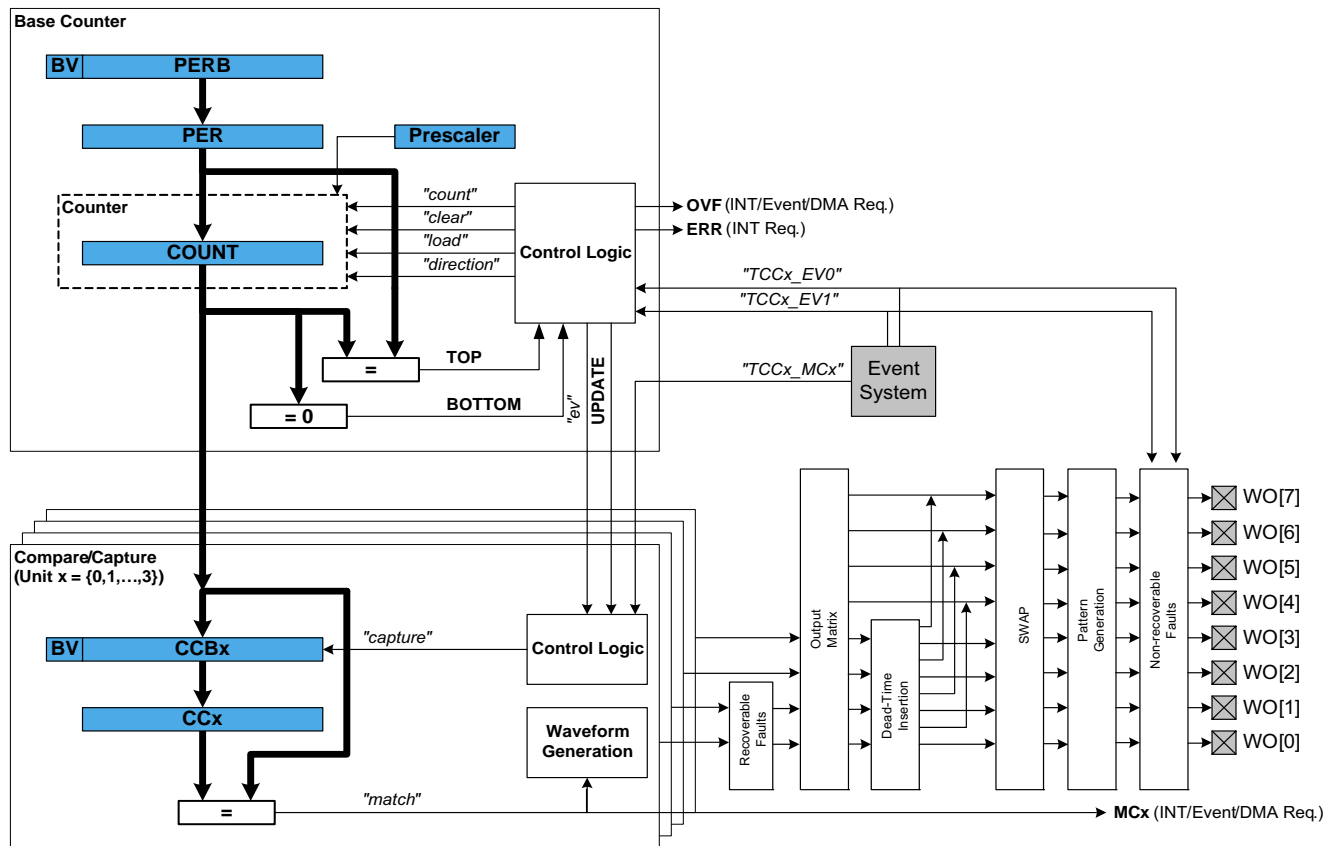 Base Counter
BV
PERB
PER
Prescaler
Counter
COUNT
"count"
"clear"
"load"
"direction"
Control Logic
OVF (INT/Event/DMA Req.)
ERR (INT Req.)
"TCCx_EV0"
"TCCx_EV1"
"TCCx_MCx"
Event
System
=
TOP
= 0
BOTTOM
"ev"
UPDATE
Compare/Capture
(Unit x = {0,1,…,3})
BV
CCBx
"capture"
Control Logic
CCx
Waveform
Generation
=
"match"
Recoverable
Faults
Output
Matrix
Dead-Time
Insertion
SWAP
Pattern
Generation
Non-recoverable
Faults
WO[7]
WO[6]
WO[5]
WO[4]
WO[3]
WO[2]
WO[1]
WO[0]
MCx (INT/Event/DMA Req.)